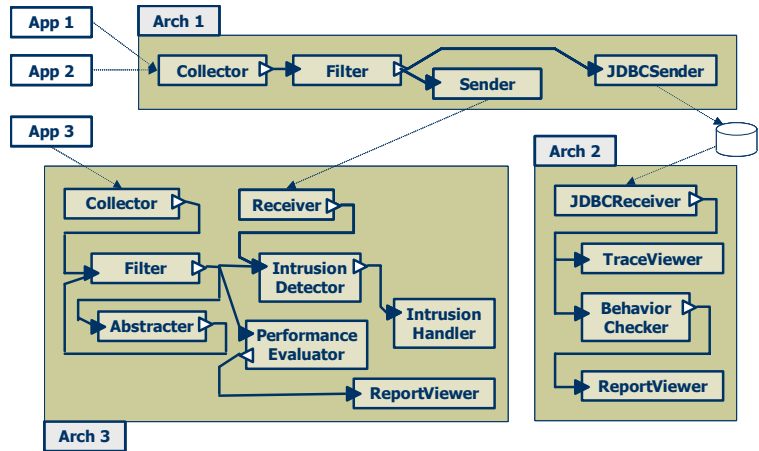 App 1
Arch 1
App 2
Collector
Filter
Sender
JDBCSender
App 3
Arch 2
Collector
Receiver
JDBCReceiver
Filter
Intrusion
Detector
TraceViewer
Abstracter
Performance
Evaluator
Intrusion
Handler
Behavior
Checker
ReportViewer
ReportViewer
Arch 3